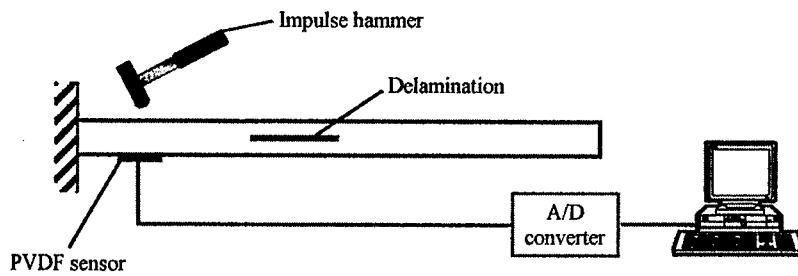 Impulse hammer
Delamination
A/D
converter
PVDF sensor